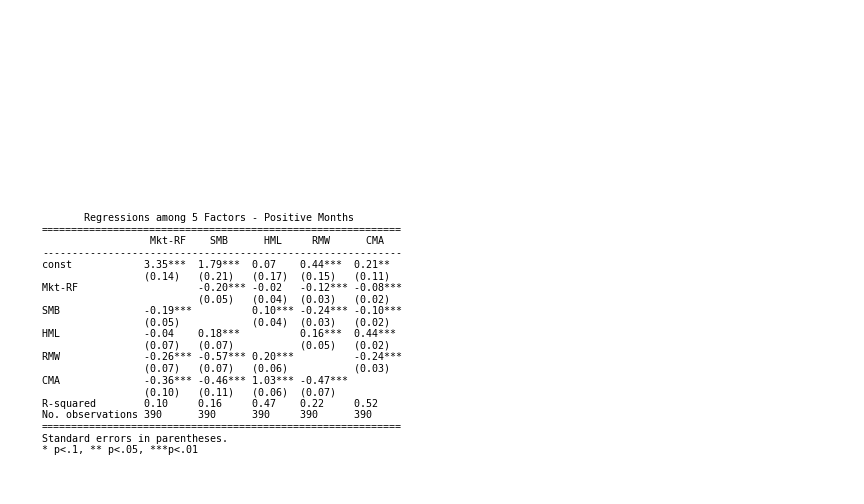 Regressions among 5 Factors - Positive Months
============================================================
                  Mkt-RF    SMB      HML     RMW      CMA
------------------------------------------------------------
const            3.35***  1.79***  0.07    0.44***  0.21**
                 (0.14)   (0.21)   (0.17)  (0.15)   (0.11)
Mkt-RF                    -0.20*** -0.02   -0.12*** -0.08***
                          (0.05)   (0.04)  (0.03)   (0.02)
SMB              -0.19***          0.10*** -0.24*** -0.10***
                 (0.05)            (0.04)  (0.03)   (0.02)
HML              -0.04    0.18***          0.16***  0.44***
                 (0.07)   (0.07)           (0.05)   (0.02)
RMW              -0.26*** -0.57*** 0.20***          -0.24***
                 (0.07)   (0.07)   (0.06)           (0.03)
CMA              -0.36*** -0.46*** 1.03*** -0.47***
                 (0.10)   (0.11)   (0.06)  (0.07)
R-squared        0.10     0.16     0.47    0.22     0.52
No. observations 390      390      390     390      390
============================================================
Standard errors in parentheses.
* p<.1, ** p<.05, ***p<.01